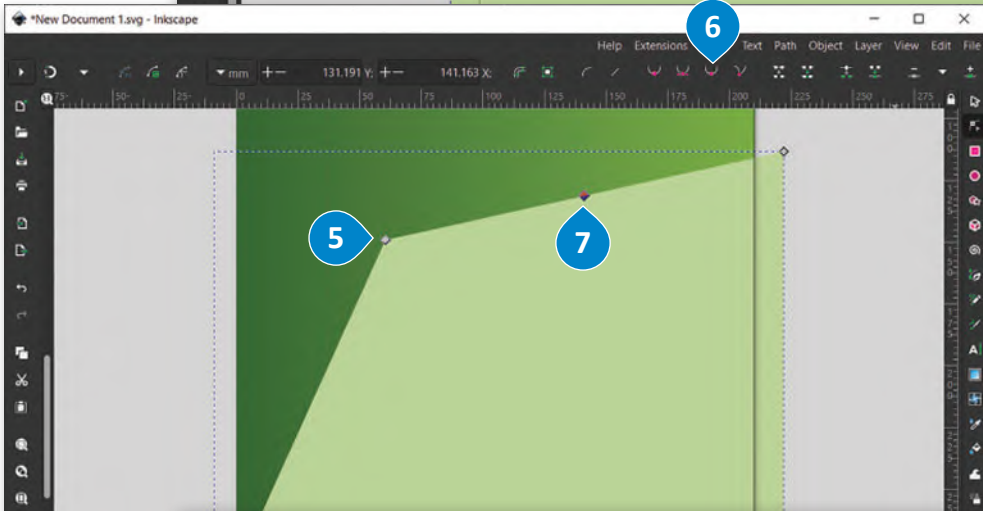 *New Document 1.svg - Inkscape
6
Help Extensions Text Path Object Layer View Edit File
mm 131.191 Y: 141.163 X:
75- 50- 25- 0 25 50 75 100 125 150 175 200 225 250 275
5
7